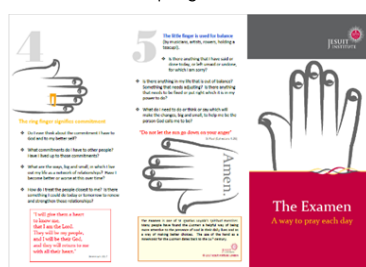 4
The ring finger signifies commitment
Do I ever think about the commitment I have to
God and to my better self?
What commitments do I have to other people?
Have I lived up to those commitments?
What are the ways, big and small, in which I live
out my life as a network of relationships? Have I
become better or worse at this over time?
How do I treat the people closest to me? Is there
something I could do today or tomorrow to renew
and strengthen these relationships?
"I will give them a heart
to know me,
that I am the Lord.
They will be my people,
and I will be their God,
and they will return to me
with all their heart."
5
The little finger is used for balance
(by musicians, artists, rowers, holding a
teacup).
Is there anything that I have said or
done today, or left unsaid or undone,
for which I am sorry?
Is there anything in my life that is out of balance?
Something that needs adjusting? Is there anything
that needs to be fixed or put right which it is in my
power to do?
What do I need to do or think or say which will
make the changes, big and small, to help me to the
person God calls me to be?
"Do not let the sun go down on your anger"
Amen.
JESUIT
INSTITUTE
The Examen
A way to pray each day